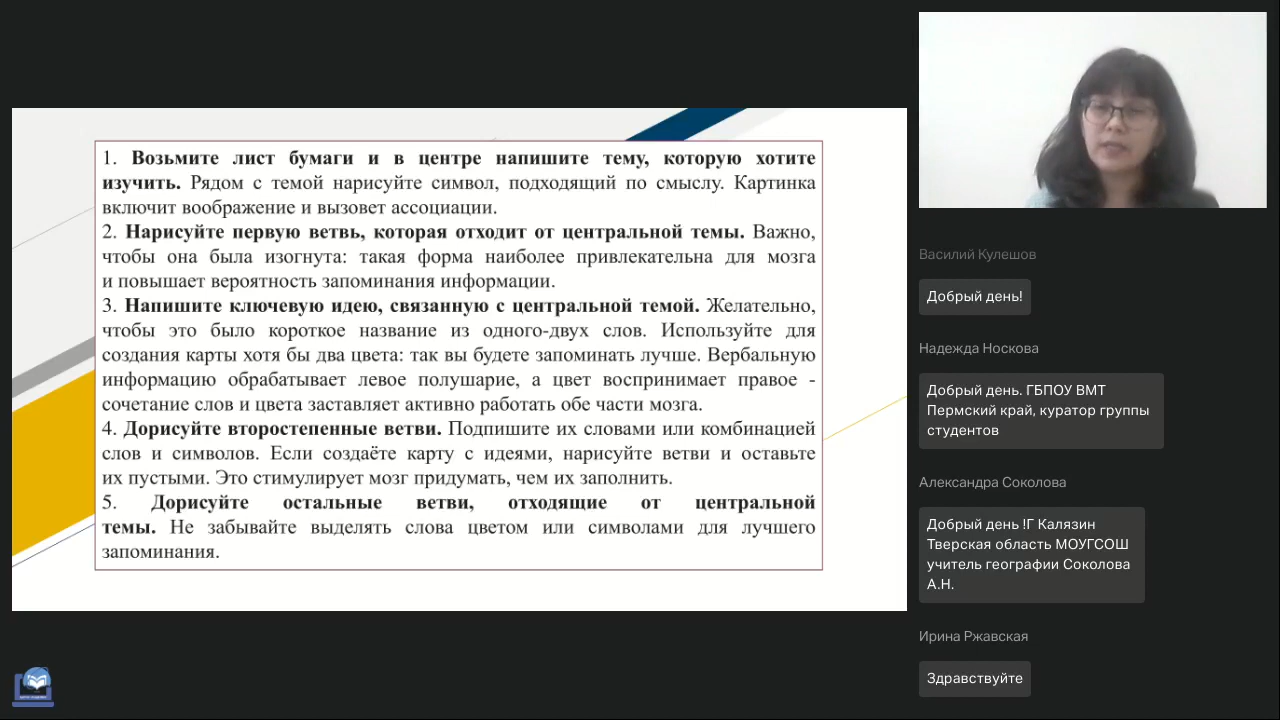 1. Возьмите лист бумаги и в центре напишите тему, которую хотите
изучить. Рядом с темой нарисуйте символ, подходящий по смыслу. Картинка
включит воображение и вызовет ассоциации.
2. Нарисуйте первую ветвь, которая отходит от центральной темы. Важно,
чтобы она была изогнута: такая форма наиболее привлекательна для мозга
и повышает вероятность запоминания информации.
3. Напишите ключевую идею, связанную с центральной темой. Желательно,
чтобы это было короткое название из одного-двух слов. Используйте для
создания карты хотя бы два цвета: так вы будете запоминать лучше. Вербальную
информацию обрабатывает левое полушарие, а цвет воспринимает правое -
сочетание слов и цвета заставляет активно работать обе части мозга.
4. Дорисуйте второстепенные ветви. Подпишите их словами или комбинацией
слов и символов. Если создаёте карту с идеями, нарисуйте ветви и оставьте
их пустыми. Это стимулирует мозг придумать, чем их заполнить.
5. Дорисуйте остальные ветви, отходящие от центральной
темы. Не забывайте выделять слова цветом или символами для лучшего
запоминания.
Василий Кулешов
Добрый день!
Надежда Носкова
Добрый день. ГБПОУ ВМТ
Пермский край, куратор группы
студентов
Александра Соколова
Добрый день !Г Калязин
Тверская область МОУГСОШ
учитель географии Соколова
А.Н.
Ирина Ржавская
Здравствуйте